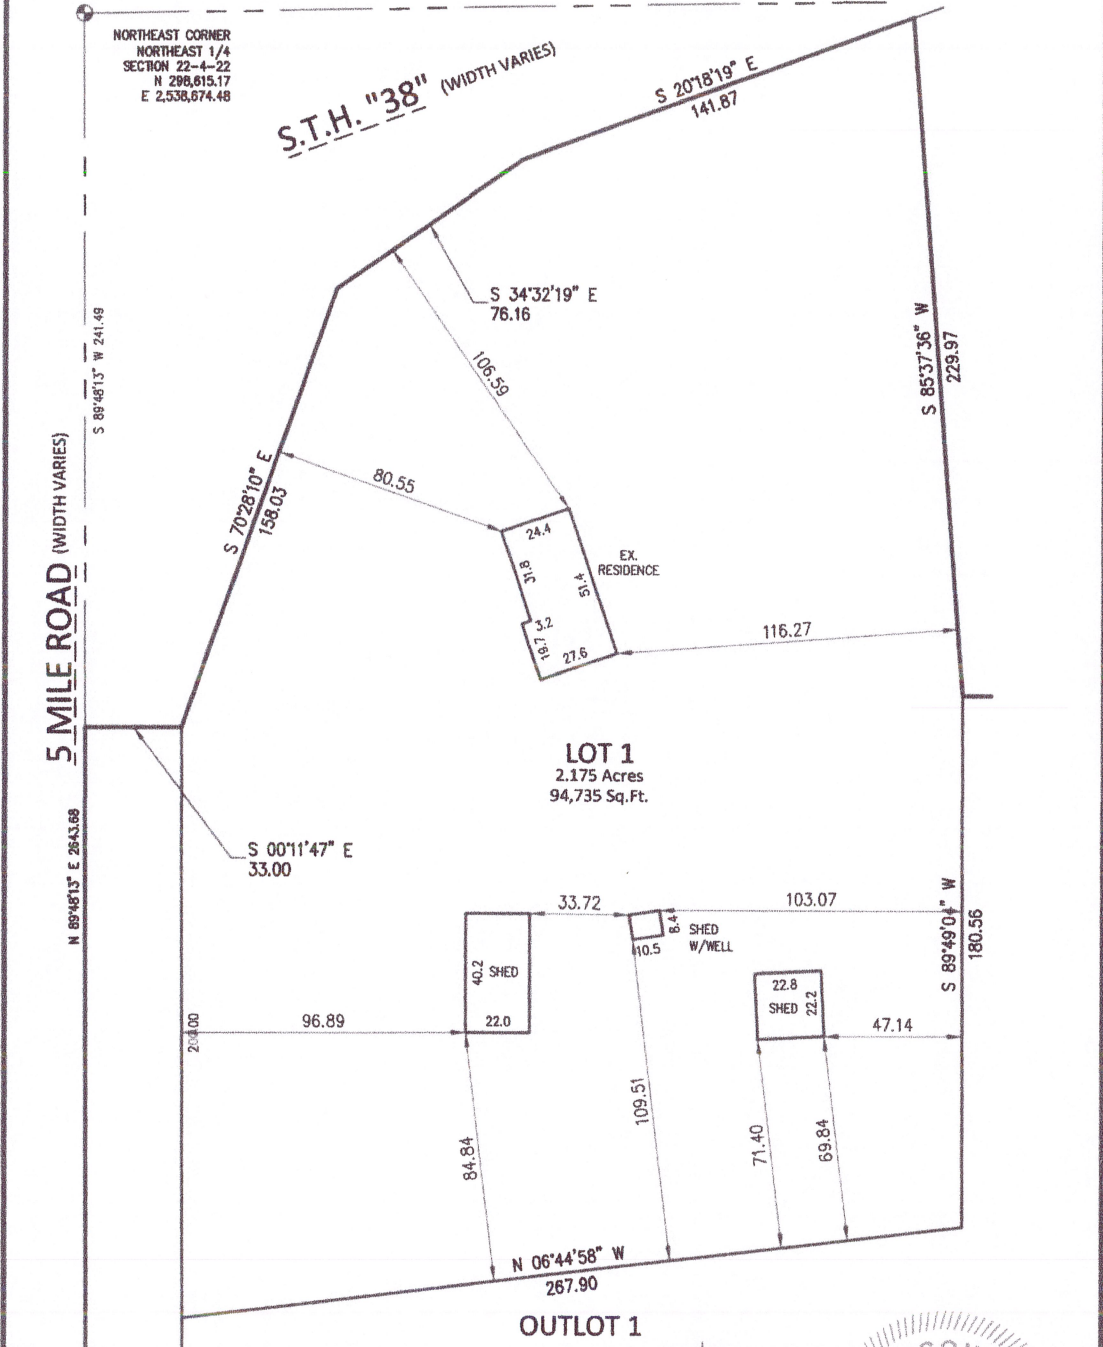 NORTHEAST CORNER
NORTHEAST 1/4
SECTION 22-4-22
N 298,615.17
E 2,538,674.48
S.T.H. "38" (WIDTH VARIES)
S 20°18'19" E
141.87
S 34°32'19" E
76.16
S 89°48'13" W 241.49
106.59
S 85°37'36" W
229.97
5 MILE ROAD (WIDTH VARIES)
S 70°28'10" E
158.03
80.55
24.4
31.8
51.4
EX.
RESIDENCE
3.2
19.7
27.6
116.27
LOT 1
2.175 Acres
94,735 Sq.Ft.
S 00°11'47" E
33.00
N 89°48'13" E 2643.68
33.72
103.07
8.4
10.5
SHED
W/WELL
S 89°49'04" W
180.56
40.2
SHED
22.0
22.8
SHED
22.2
96.89
200.00
47.14
84.84
109.51
71.40
69.84
N 06°44'58" W
267.90
OUTLOT 1